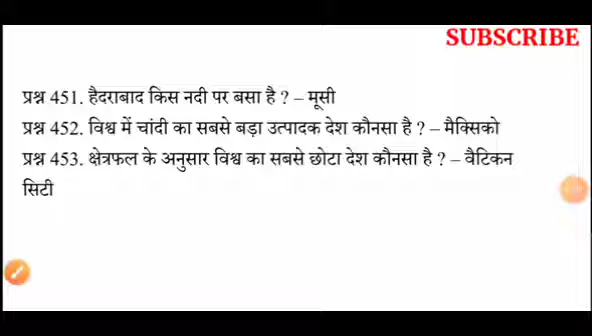 SUBSCRIBE
प्रश्न 451. हैदराबाद किस नदी पर बसा है ? – मूसी
प्रश्न 452. विश्व में चांदी का सबसे बड़ा उत्पादक देश कौनसा है ? – मैक्सिको
प्रश्न 453. क्षेत्रफल के अनुसार विश्व का सबसे छोटा देश कौनसा है ? – वैटिकन
सिटी